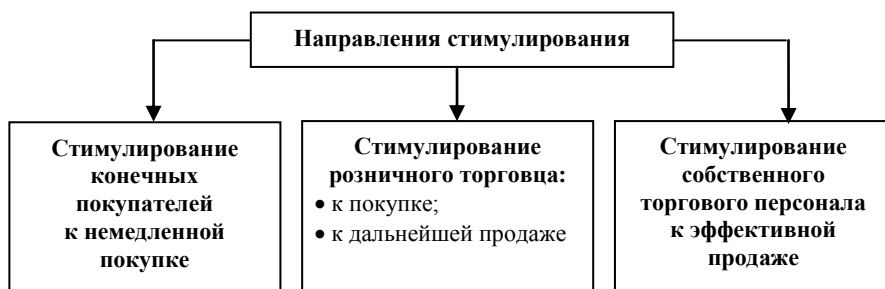 Направления стимулирования
Стимулирование
конечных
покупателей
к немедленной
покупке
Стимулирование
розничного торговца:
• к покупке;
• к дальнейшей продаже
Стимулирование
собственного
торгового персонала
к эффективной
продаже